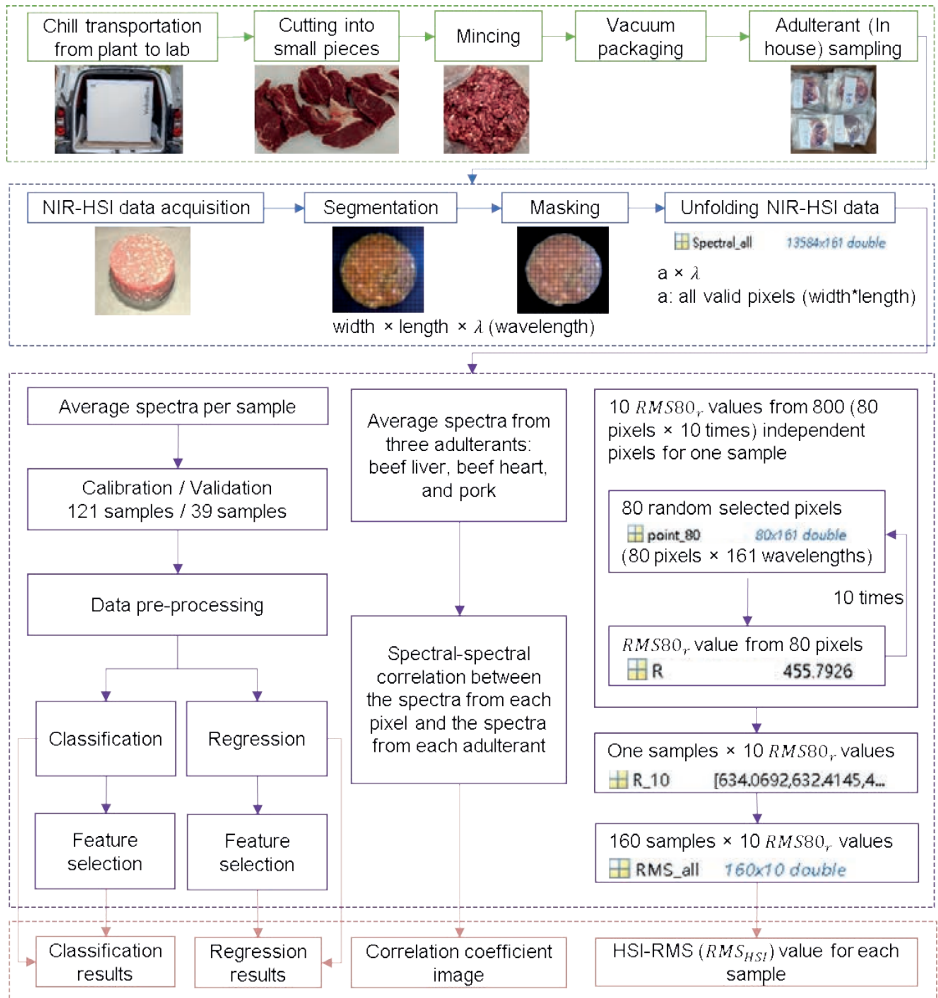 Chill transportation
from plant to lab
Cutting into
small pieces
Mincing
Vacuum
packaging
Adulterant (In
house) sampling
NIR-HSI data acquisition
Segmentation
Masking
Unfolding NIR-HSI data
Spectral_all 13584x161 double
a × λ
a: all valid pixels (width*length)
width × length × λ (wavelength)
Average spectra per sample
Calibration / Validation
121 samples / 39 samples
Data pre-processing
Classification
Regression
Feature
selection
Feature
selection
Average spectra from
three adulterants:
beef liver, beef heart,
and pork
Spectral-spectral
correlation between
the spectra from each
pixel and the spectra
from each adulterant
10 RMS80ᵣ values from 800 (80
pixels × 10 times) independent
pixels for one sample
80 random selected pixels
point_80 80x161 double
(80 pixels × 161 wavelengths)
10 times
RMS80ᵣ value from 80 pixels
R 455.7926
One samples × 10 RMS80ᵣ values
R_10 [634.0692,632.4145,4...
160 samples × 10 RMS80ᵣ values
RMS_all 160x10 double
Classification
results
Regression
results
Correlation coefficient
image
HSI-RMS (RMS_HSI) value for each
sample